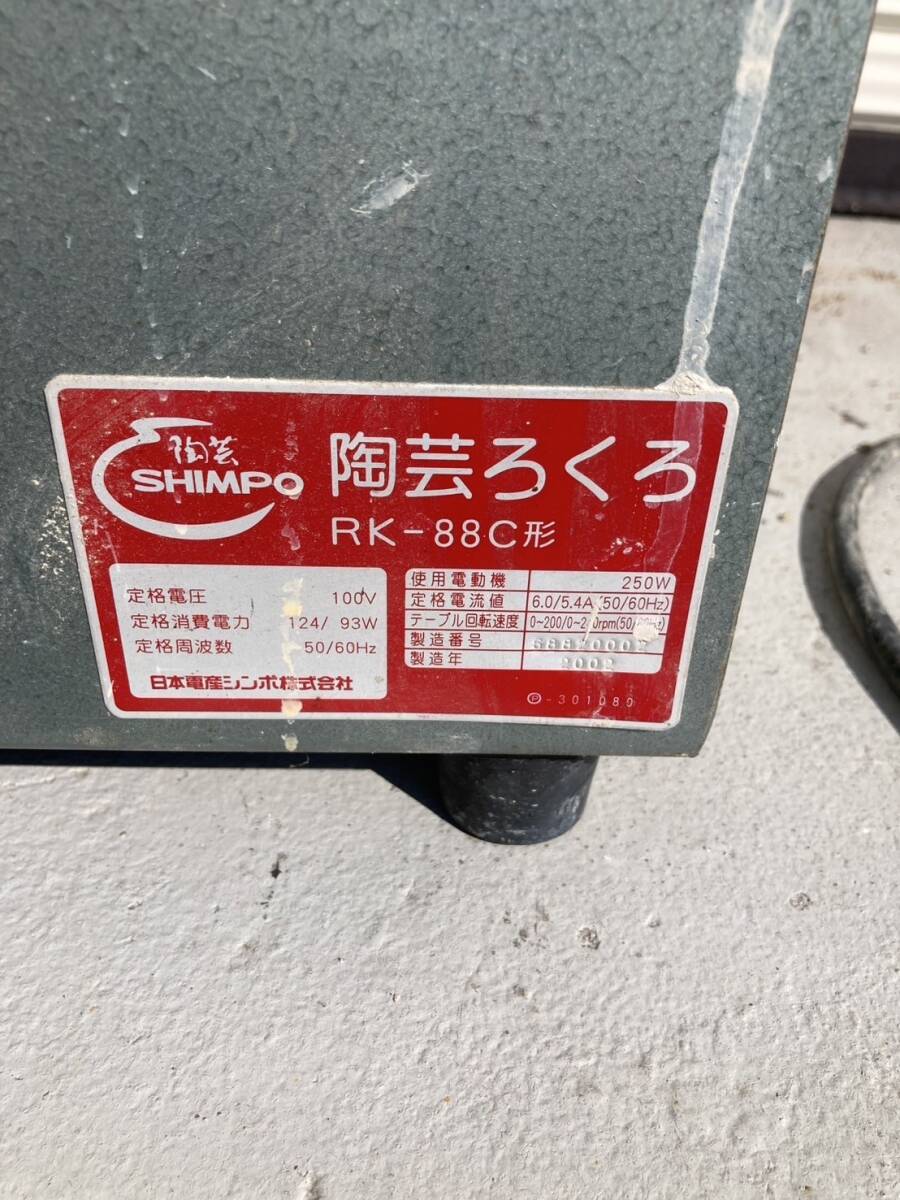 陶芸
SHIMPO
陶芸ろくろ
RK-88C形
定格電圧 100V
定格消費電力 124/ 93W
定格周波数 50/60Hz
日本電産シンポ株式会社
使用電動機 250W
定格電流値 6.0/5.4A(50/60Hz)
テーブル回転速度
製造番号
製造年 2002
Ⓟ-301080